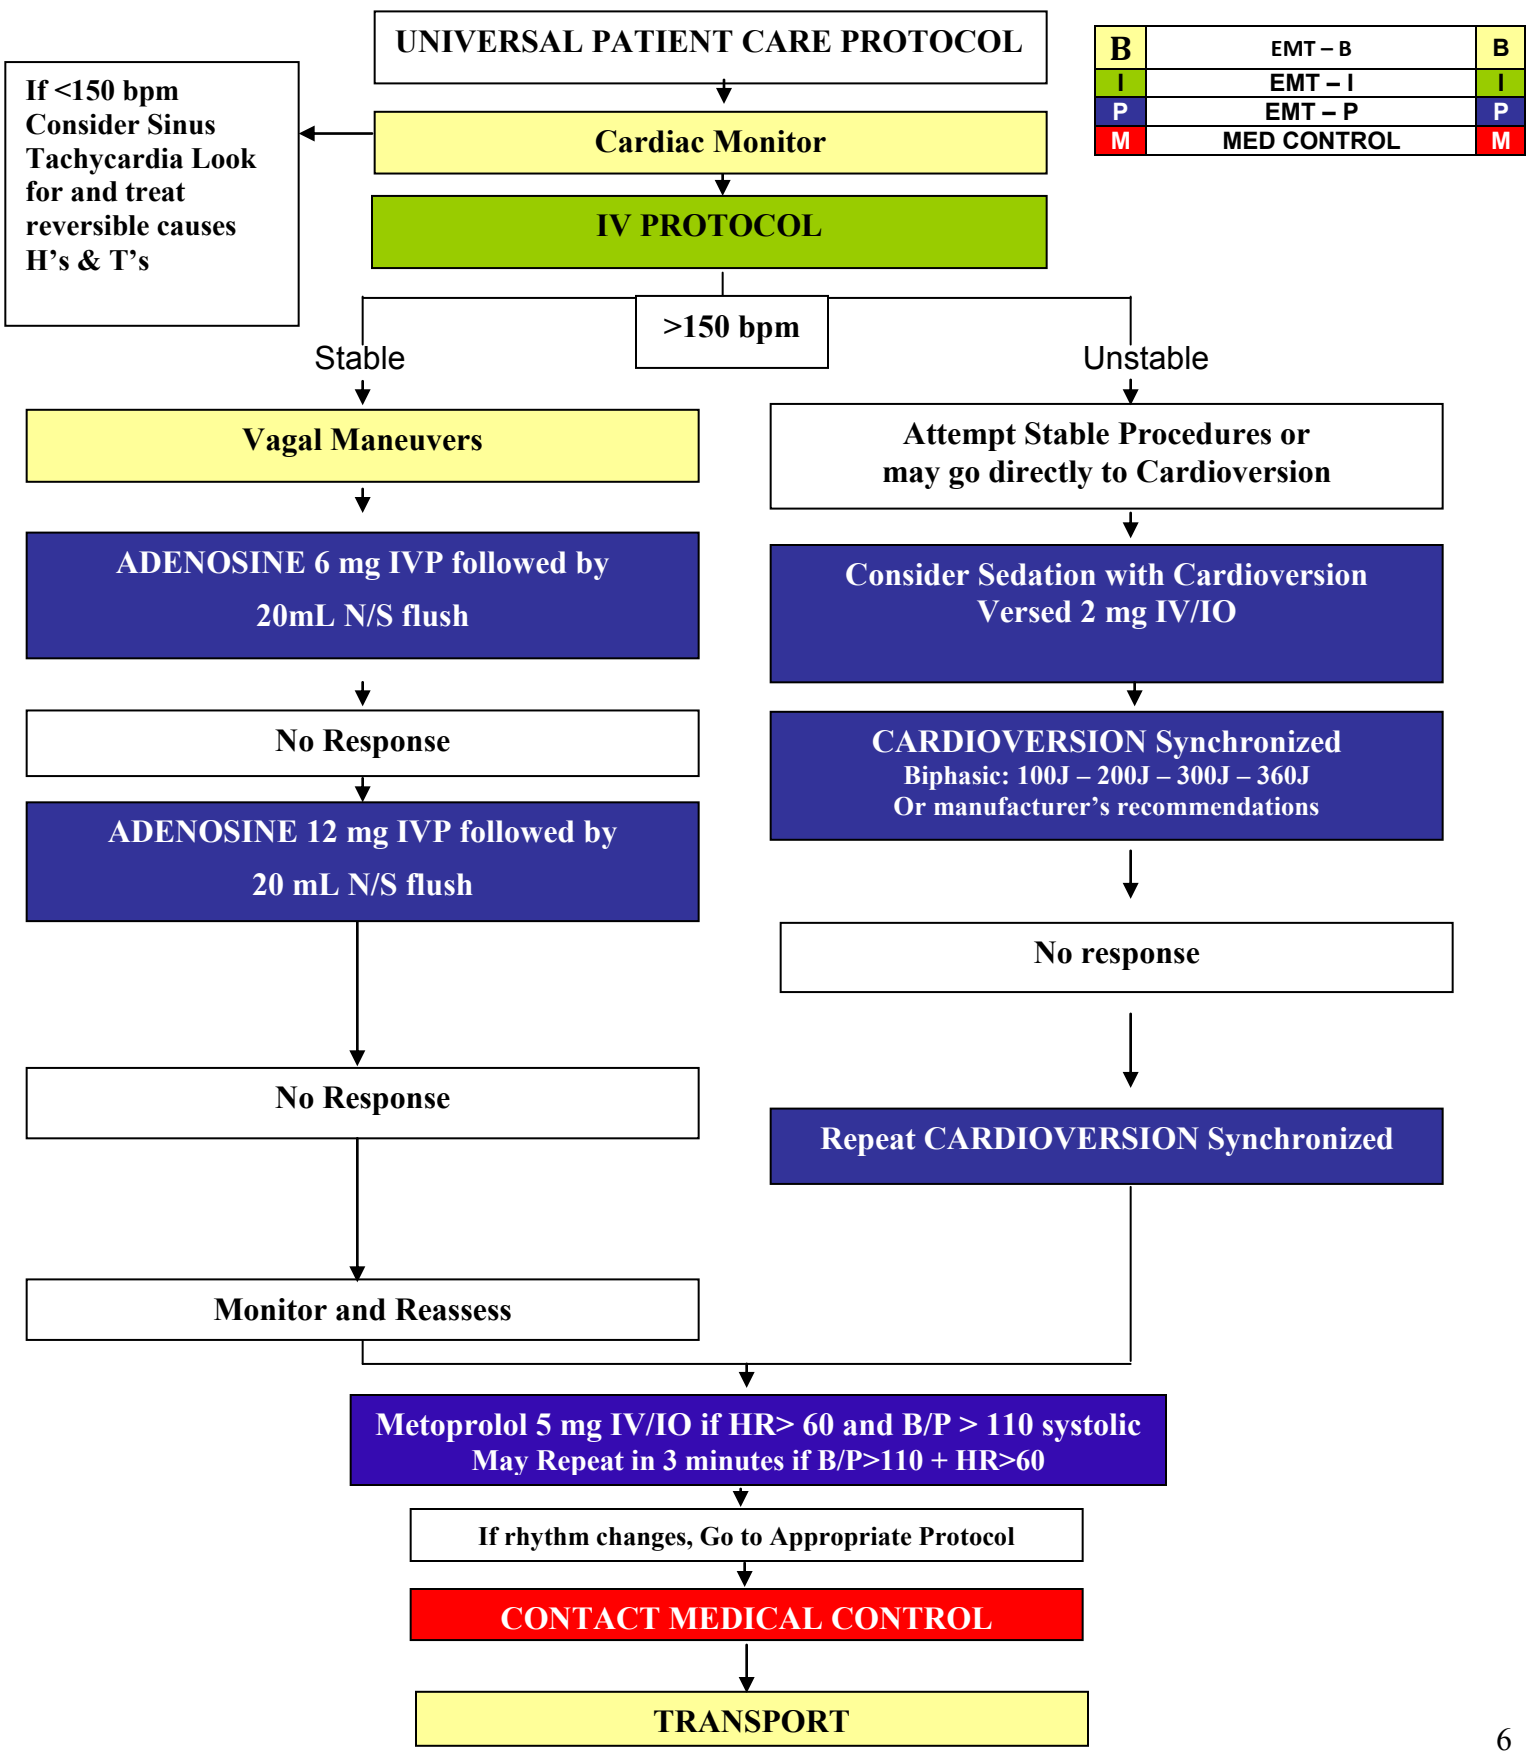 UNIVERSAL PATIENT CARE PROTOCOL
B EMT – B B
I EMT – I I
P EMT – P P
M MED CONTROL M
If <150 bpm
Consider Sinus
Tachycardia Look
for and treat
reversible causes
H’s & T’s
Cardiac Monitor
IV PROTOCOL
>150 bpm
Stable
Unstable
Vagal Maneuvers
ADENOSINE 6 mg IVP followed by
20mL N/S flush
No Response
ADENOSINE 12 mg IVP followed by
20 mL N/S flush
No Response
Monitor and Reassess
Attempt Stable Procedures or
may go directly to Cardioversion
Consider Sedation with Cardioversion
Versed 2 mg IV/IO
CARDIOVERSION Synchronized
Biphasic: 100J – 200J – 300J – 360J
Or manufacturer’s recommendations
No response
Repeat CARDIOVERSION Synchronized
Metoprolol 5 mg IV/IO if HR> 60 and B/P > 110 systolic
May Repeat in 3 minutes if B/P>110 + HR>60
If rhythm changes, Go to Appropriate Protocol
CONTACT MEDICAL CONTROL
TRANSPORT
6